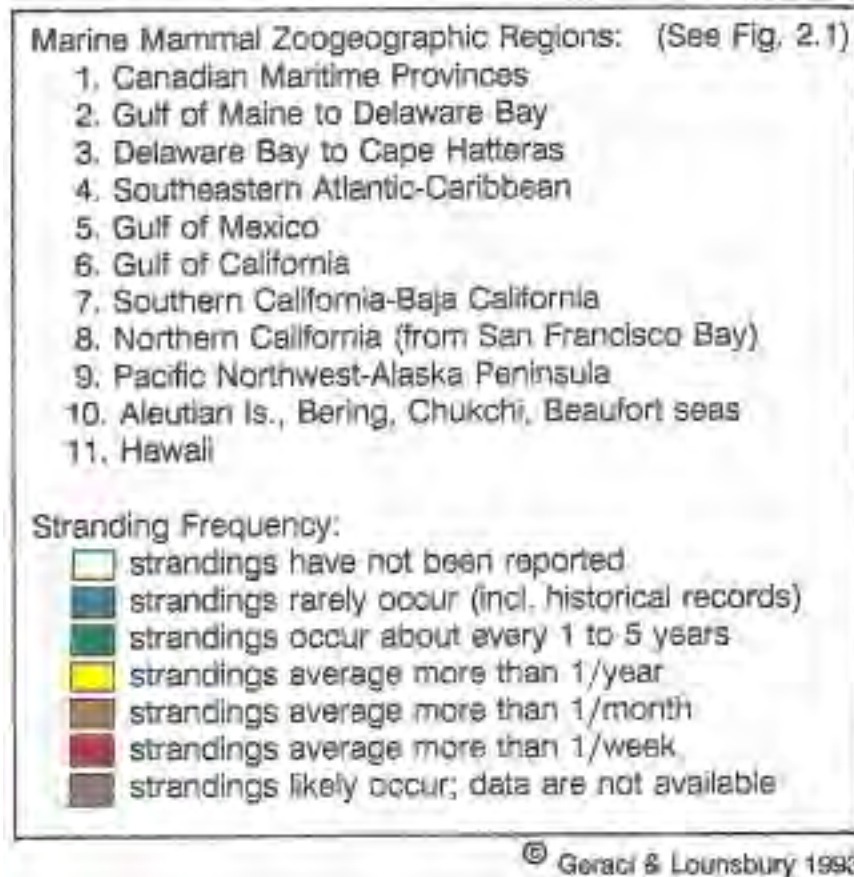 Marine Mammal Zoogeographic Regions: (See Fig. 2.1)
1. Canadian Maritime Provinces
2. Gulf of Maine to Delaware Bay
3. Delaware Bay to Cape Hatteras
4. Southeastern Atlantic-Caribbean
5. Gulf of Mexico
6. Gulf of California
7. Southern California-Baja California
8. Northern California (from San Francisco Bay)
9. Pacific Northwest-Alaska Peninsula
10. Aleutian Is., Bering, Chukchi, Beaufort seas
11. Hawaii
Stranding Frequency:
strandings have not been reported
strandings rarely occur (incl. historical records)
strandings occur about every 1 to 5 years
strandings average more than 1/year
strandings average more than 1/month
strandings average more than 1/week
strandings likely occur; data are not available
© Geraci & Lounsbury 1993